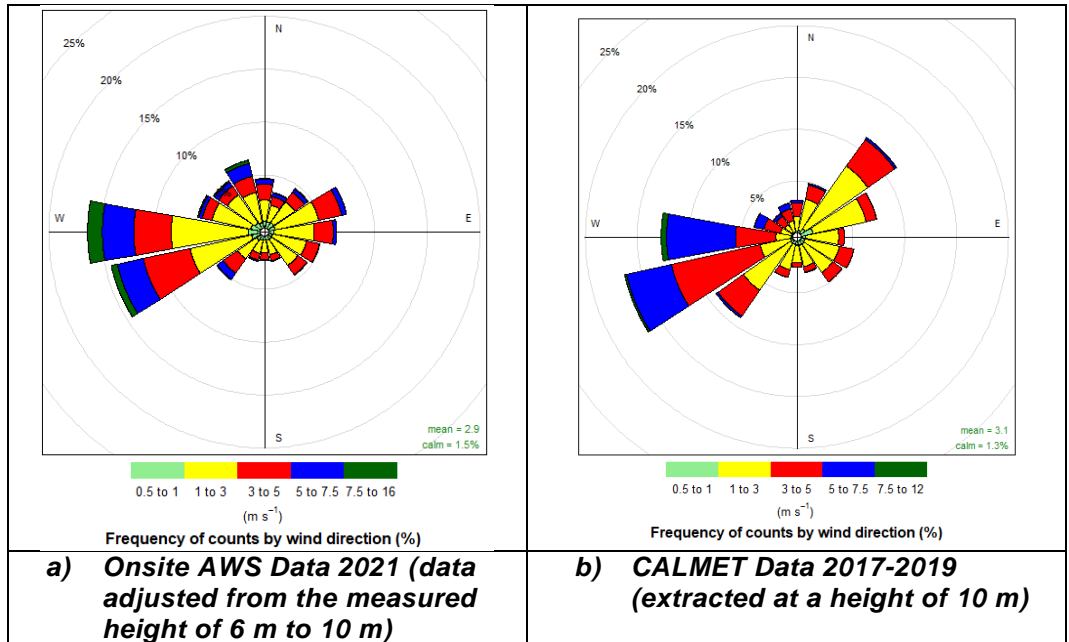 N
25%
20%
15%
10%
W
E
S
mean = 2.9
calm = 1.5%
0.5 to 1
1 to 3
3 to 5
5 to 7.5
7.5 to 16
(m s⁻¹)
Frequency of counts by wind direction (%)
N
25%
20%
15%
10%
5%
W
E
S
mean = 3.1
calm = 1.3%
0.5 to 1
1 to 3
3 to 5
5 to 7.5
7.5 to 12
(m s⁻¹)
Frequency of counts by wind direction (%)
a) Onsite AWS Data 2021 (data
adjusted from the measured
height of 6 m to 10 m)
b) CALMET Data 2017-2019
(extracted at a height of 10 m)